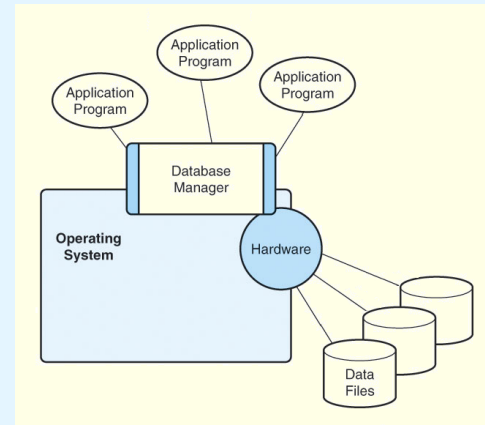 Application
Program
Application
Program
Application
Program
Database
Manager
Operating
System
Hardware
Data
Files